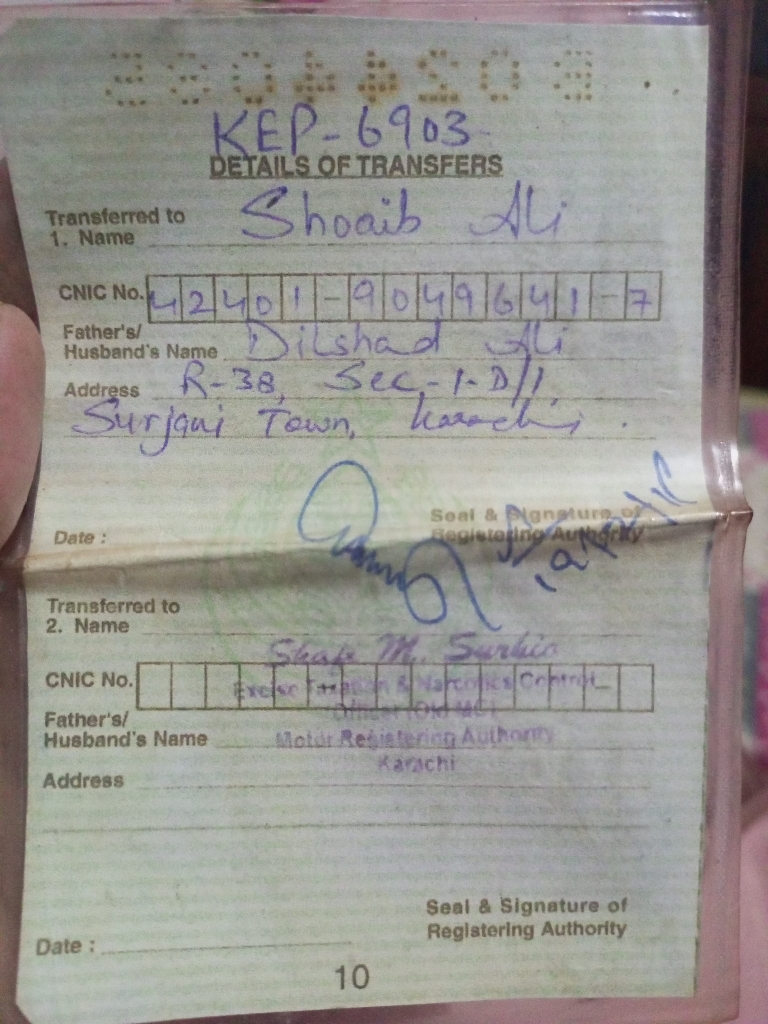 KEP-6903
DETAILS OF TRANSFERS
Transferred to
1. Name Shoaib Ali
CNIC No. 42401-9049641-7
Father's/
Husband's Name Dilshad Ali
Address R-38, Sec-1-D/1,
Surjani Town, Karachi.
Seal & Signature of
Registering Authority
Date :
Transferred to
2. Name
CNIC No.
Excise Taxation & Narcotics Control
Officer (Old MC)
Father's/
Husband's Name
Motor Registering Authority
Karachi
Address
Seal & Signature of
Registering Authority
Date :
10